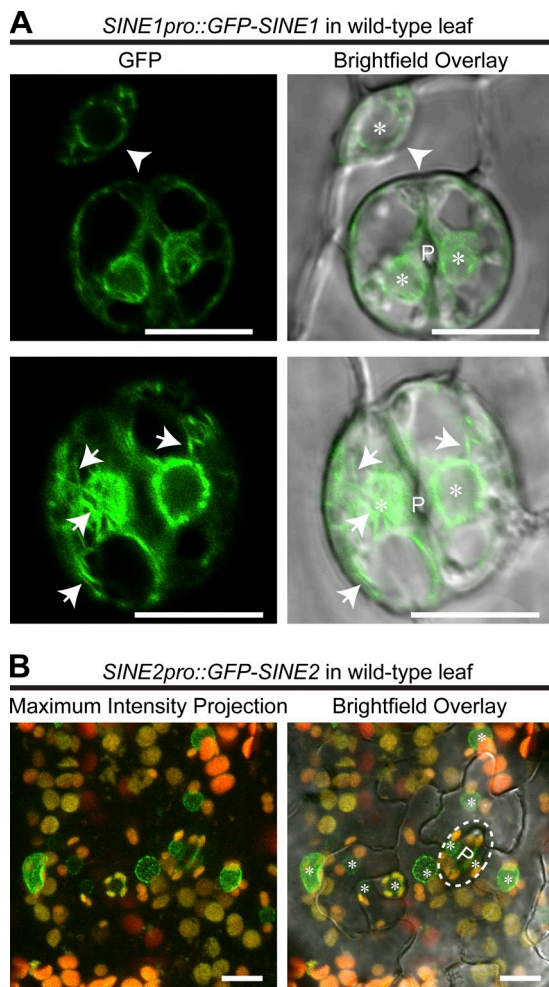 A
SINE1pro::GFP-SINE1 in wild-type leaf
GFP Brightfield Overlay
*
P
* *
P
* *
B
SINE2pro::GFP-SINE2 in wild-type leaf
Maximum Intensity Projection Brightfield Overlay
*
*
* P
* * * * *
*